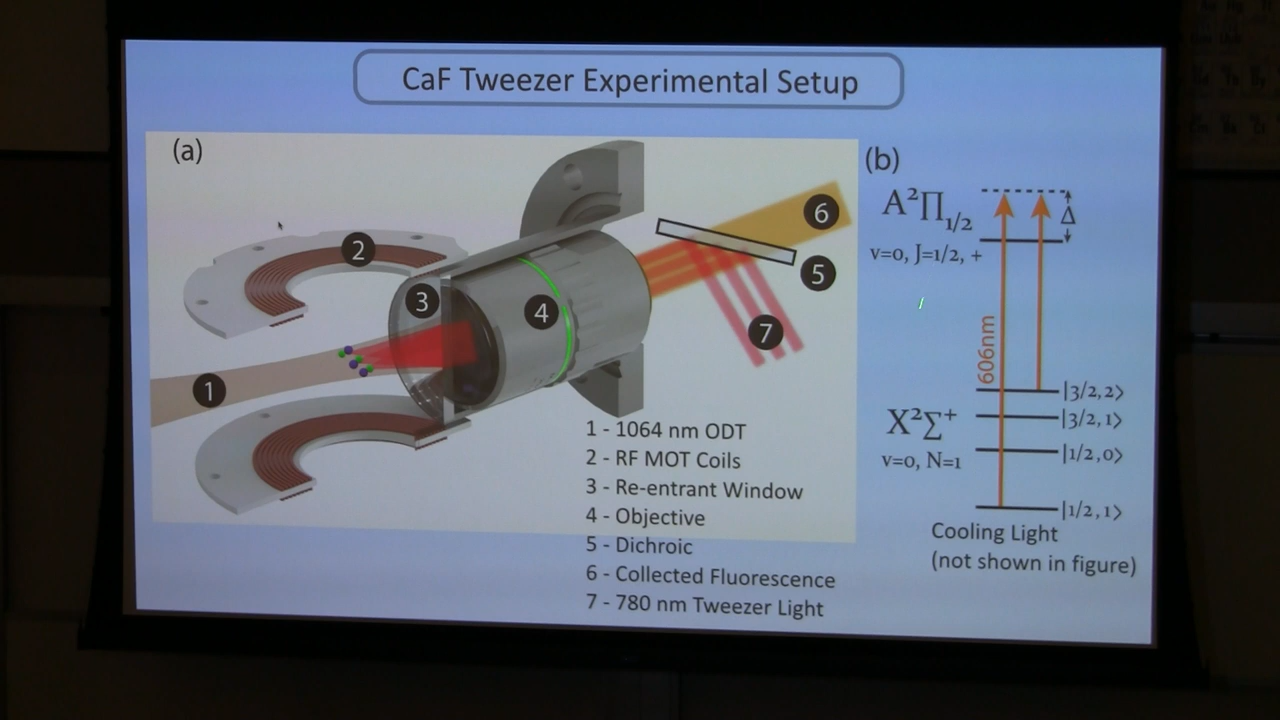 CaF Tweezer Experimental Setup
(a)
2
3
4
1
6
5
7
1 - 1064 nm ODT
2 - RF MOT Coils
3 - Re-entrant Window
4 - Objective
5 - Dichroic
6 - Collected Fluorescence
7 - 780 nm Tweezer Light
(b)
A²Π₁/₂
Δ
v=0, J=1/2, +
606nm
|3/2,2⟩
|3/2,1⟩
X²Σ⁺
v=0, N=1
|1/2,0⟩
|1/2,1⟩
Cooling Light
(not shown in figure)